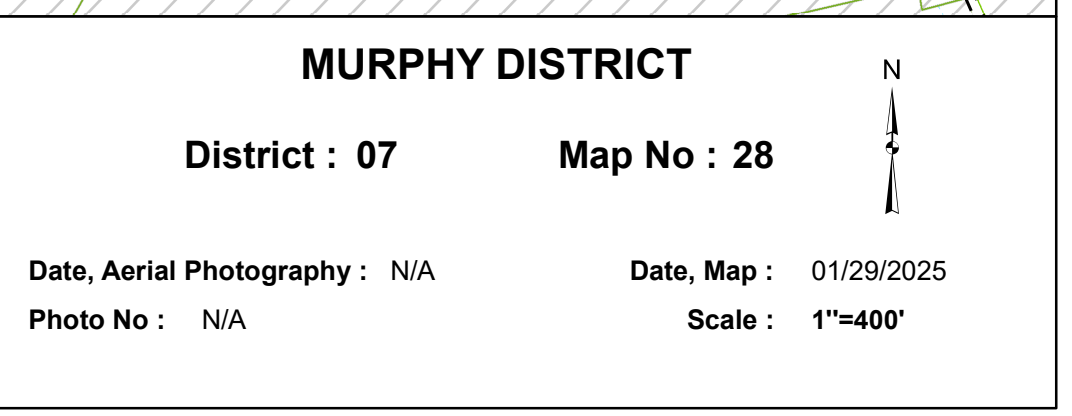 MURPHY DISTRICT
N
District : 07 Map No : 28
Date, Aerial Photography : N/A Date, Map : 01/29/2025
Photo No : N/A Scale : 1"=400'